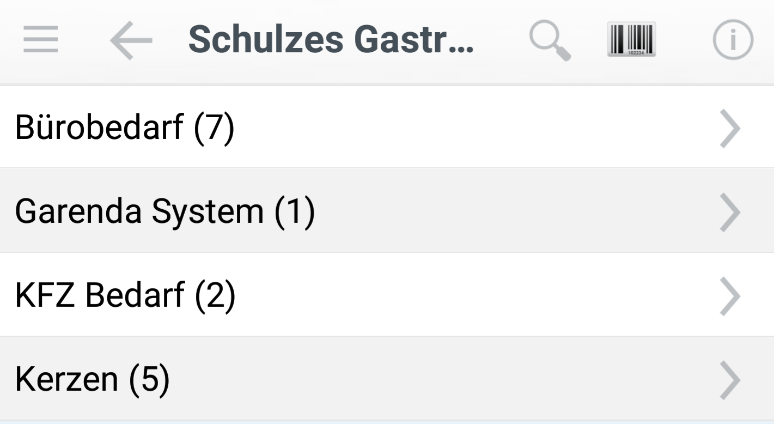 Schulzes Gastr...
Bürobedarf (7)
Garenda System (1)
KFZ Bedarf (2)
Kerzen (5)